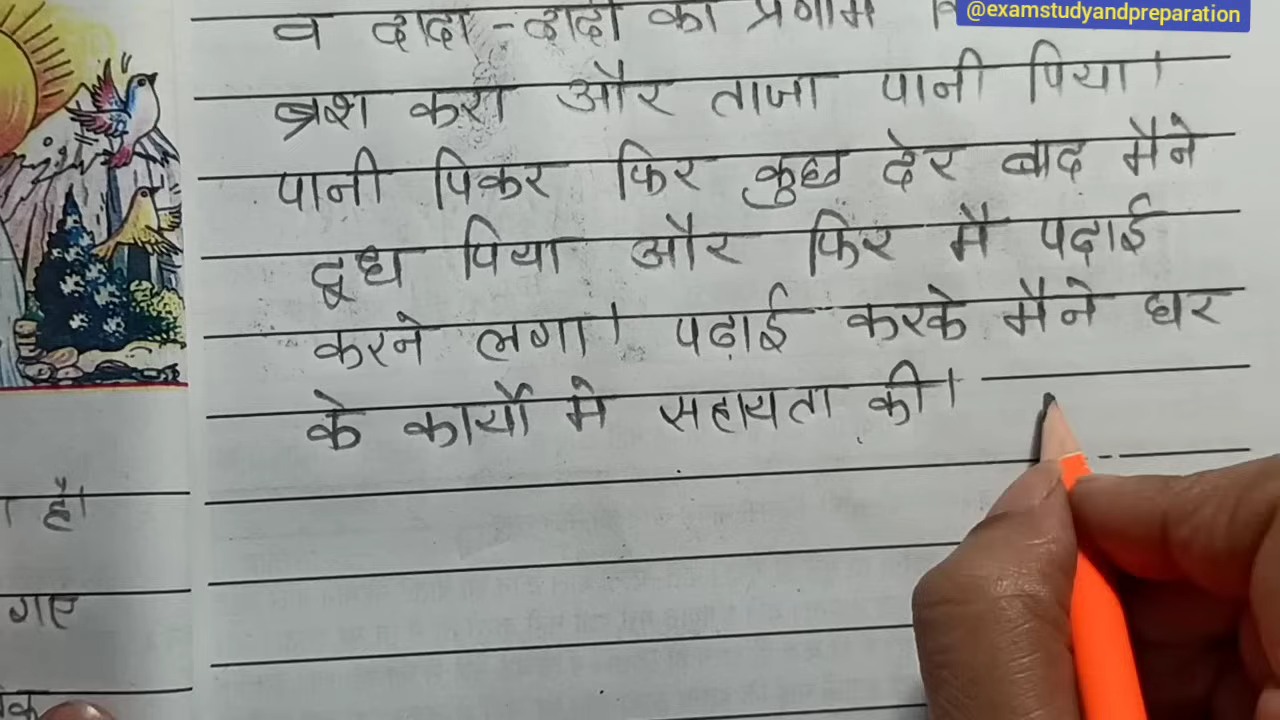 @examstudyandpreparation
व दादा-दादी को प्रणाम
ब्रश करा और ताजा पानी पिया।
पानी पिकर फिर कुछ देर बाद मैने
दूध पिया और फिर मै पढाई
करने लगा। पढ़ाई करके मैने घर
के कार्यो मे सहायता की।
है।
गए